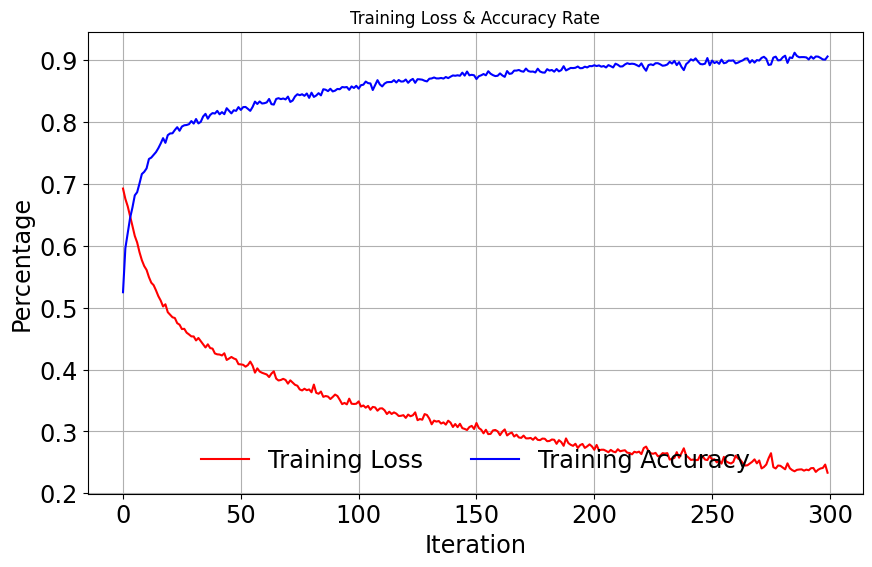 Training Loss & Accuracy Rate
Percentage
0.9
0.8
0.7
0.6
0.5
0.4
0.3
0.2
Training Loss Training Accuracy
0 50 100 150 200 250 300
Iteration